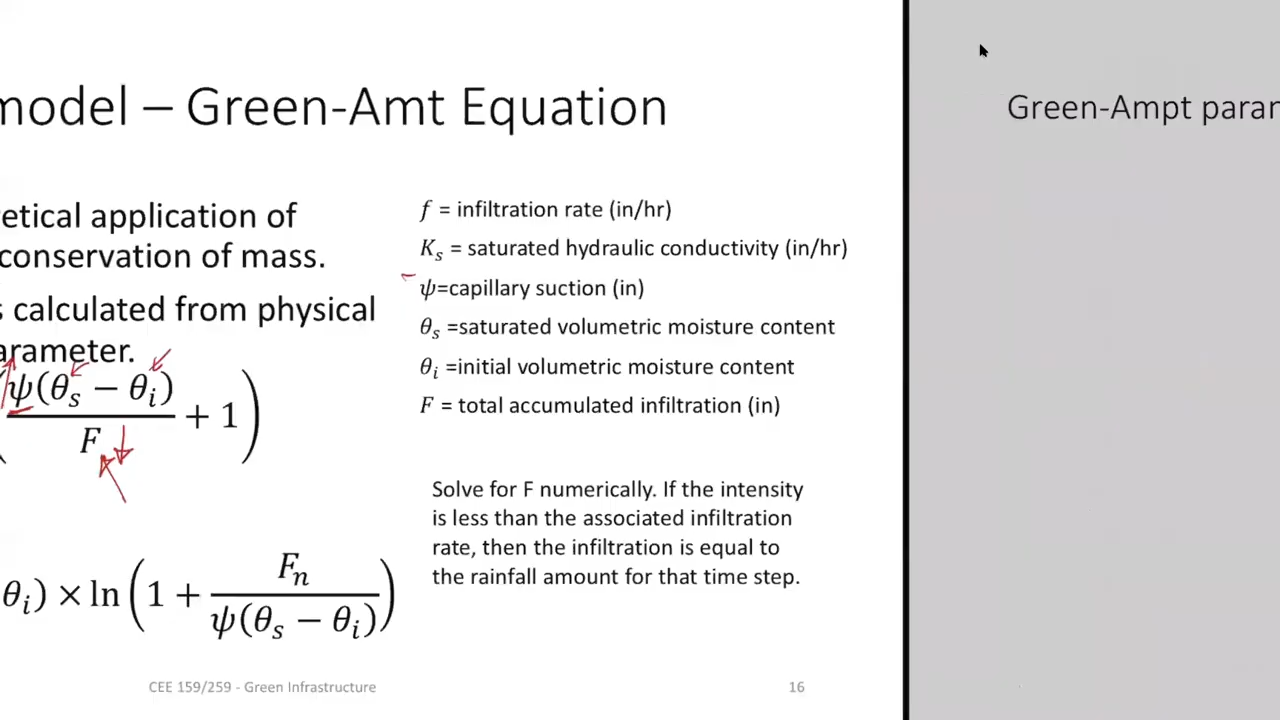 model – Green-Amt Equation
Green-Ampt paran
etical application of
conservation of mass.
s calculated from physical
arameter.
ψ(θs − θi)
F
+ 1)
θi) × ln(1 +
Fn
ψ(θs − θi))
f = infiltration rate (in/hr)
Ks = saturated hydraulic conductivity (in/hr)
ψ=capillary suction (in)
θs =saturated volumetric moisture content
θi =initial volumetric moisture content
F = total accumulated infiltration (in)
Solve for F numerically. If the intensity
is less than the associated infiltration
rate, then the infiltration is equal to
the rainfall amount for that time step.
CEE 159/259 - Green Infrastructure
16